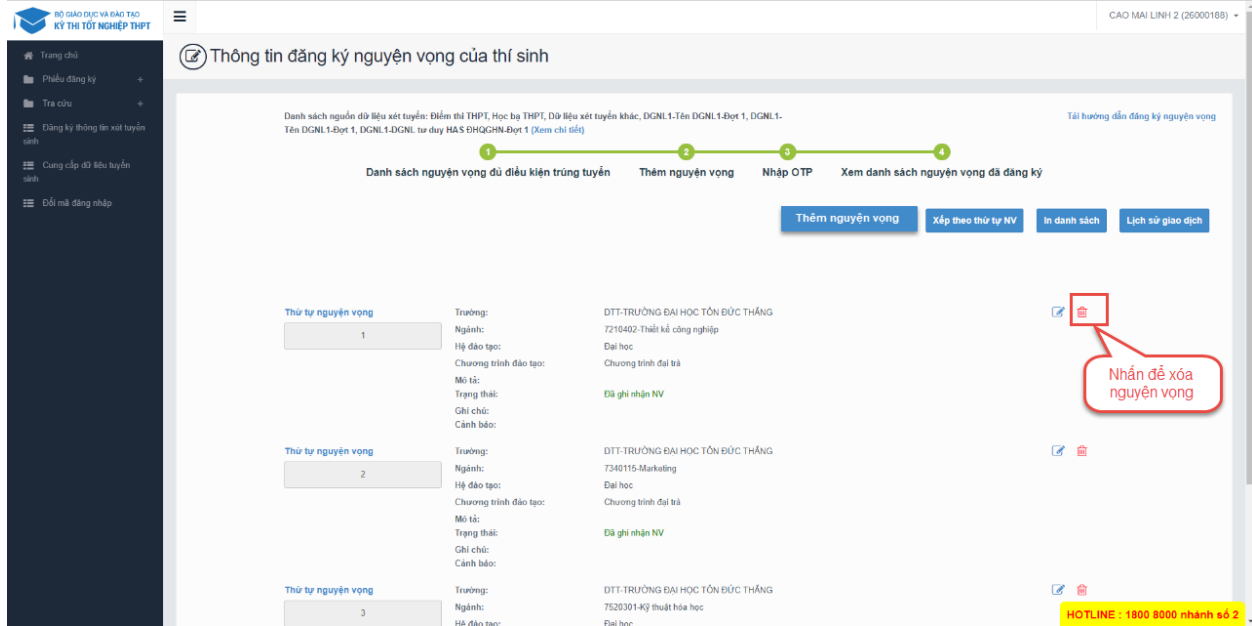 BỘ GIÁO DỤC VÀ ĐÀO TẠO
KỲ THI TỐT NGHIỆP THPT
CAO MAI LINH 2 (26000188)
Trang chủ
Phiếu đăng ký +
Tra cứu +
Đăng ký thông tin xét tuyển
sinh
Cung cấp dữ liệu tuyển
sinh
Đổi mã đăng nhập
Thông tin đăng ký nguyện vọng của thí sinh
Danh sách nguồn dữ liệu xét tuyển: Điểm thi THPT, Học bạ THPT, Dữ liệu xét tuyển khác, DGNL1-Tên DGNL1-Đợt 1, DGNL1-
Tên DGNL1-Đợt 1, DGNL1-DGNL tư duy HAS ĐHQGHN-Đợt 1 (Xem chi tiết)
Tải hướng dẫn đăng ký nguyện vọng
1 2 3 4
Danh sách nguyện vọng đủ điều kiện trúng tuyển Thêm nguyện vọng Nhập OTP Xem danh sách nguyện vọng đã đăng ký
Thêm nguyện vọng Xếp theo thứ tự NV In danh sách Lịch sử giao dịch
Thứ tự nguyện vọng
1
Trường: DTT-TRƯỜNG ĐẠI HỌC TÔN ĐỨC THẮNG
Ngành: 7210402-Thiết kế công nghiệp
Hệ đào tạo: Đại học
Chương trình đào tạo: Chương trình đại trà
Mô tả:
Trạng thái: Đã ghi nhận NV
Ghi chú:
Cảnh báo:
Nhấn để xóa
nguyện vọng
Thứ tự nguyện vọng
2
Trường: DTT-TRƯỜNG ĐẠI HỌC TÔN ĐỨC THẮNG
Ngành: 7340115-Marketing
Hệ đào tạo: Đại học
Chương trình đào tạo: Chương trình đại trà
Mô tả:
Trạng thái: Đã ghi nhận NV
Ghi chú:
Cảnh báo:
Thứ tự nguyện vọng
3
Trường: DTT-TRƯỜNG ĐẠI HỌC TÔN ĐỨC THẮNG
Ngành: 7520301-Kỹ thuật hóa học
Hệ đào tạo: Đại học
HOTLINE : 1800 8000 nhánh số 2